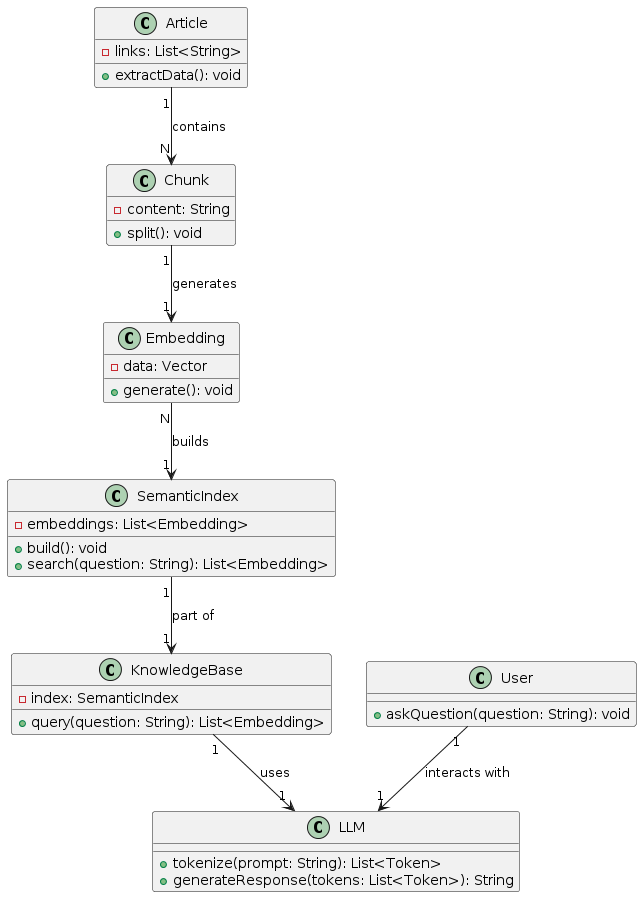 C Article
links: List<String>
extractData(): void
1
contains
N
C Chunk
content: String
split(): void
1
generates
1
C Embedding
data: Vector
generate(): void
N
builds
1
C SemanticIndex
embeddings: List<Embedding>
build(): void
search(question: String): List<Embedding>
1
part of
1
C KnowledgeBase
index: SemanticIndex
query(question: String): List<Embedding>
C User
askQuestion(question: String): void
1
uses
1
1
interacts with
1
C LLM
tokenize(prompt: String): List<Token>
generateResponse(tokens: List<Token>): String